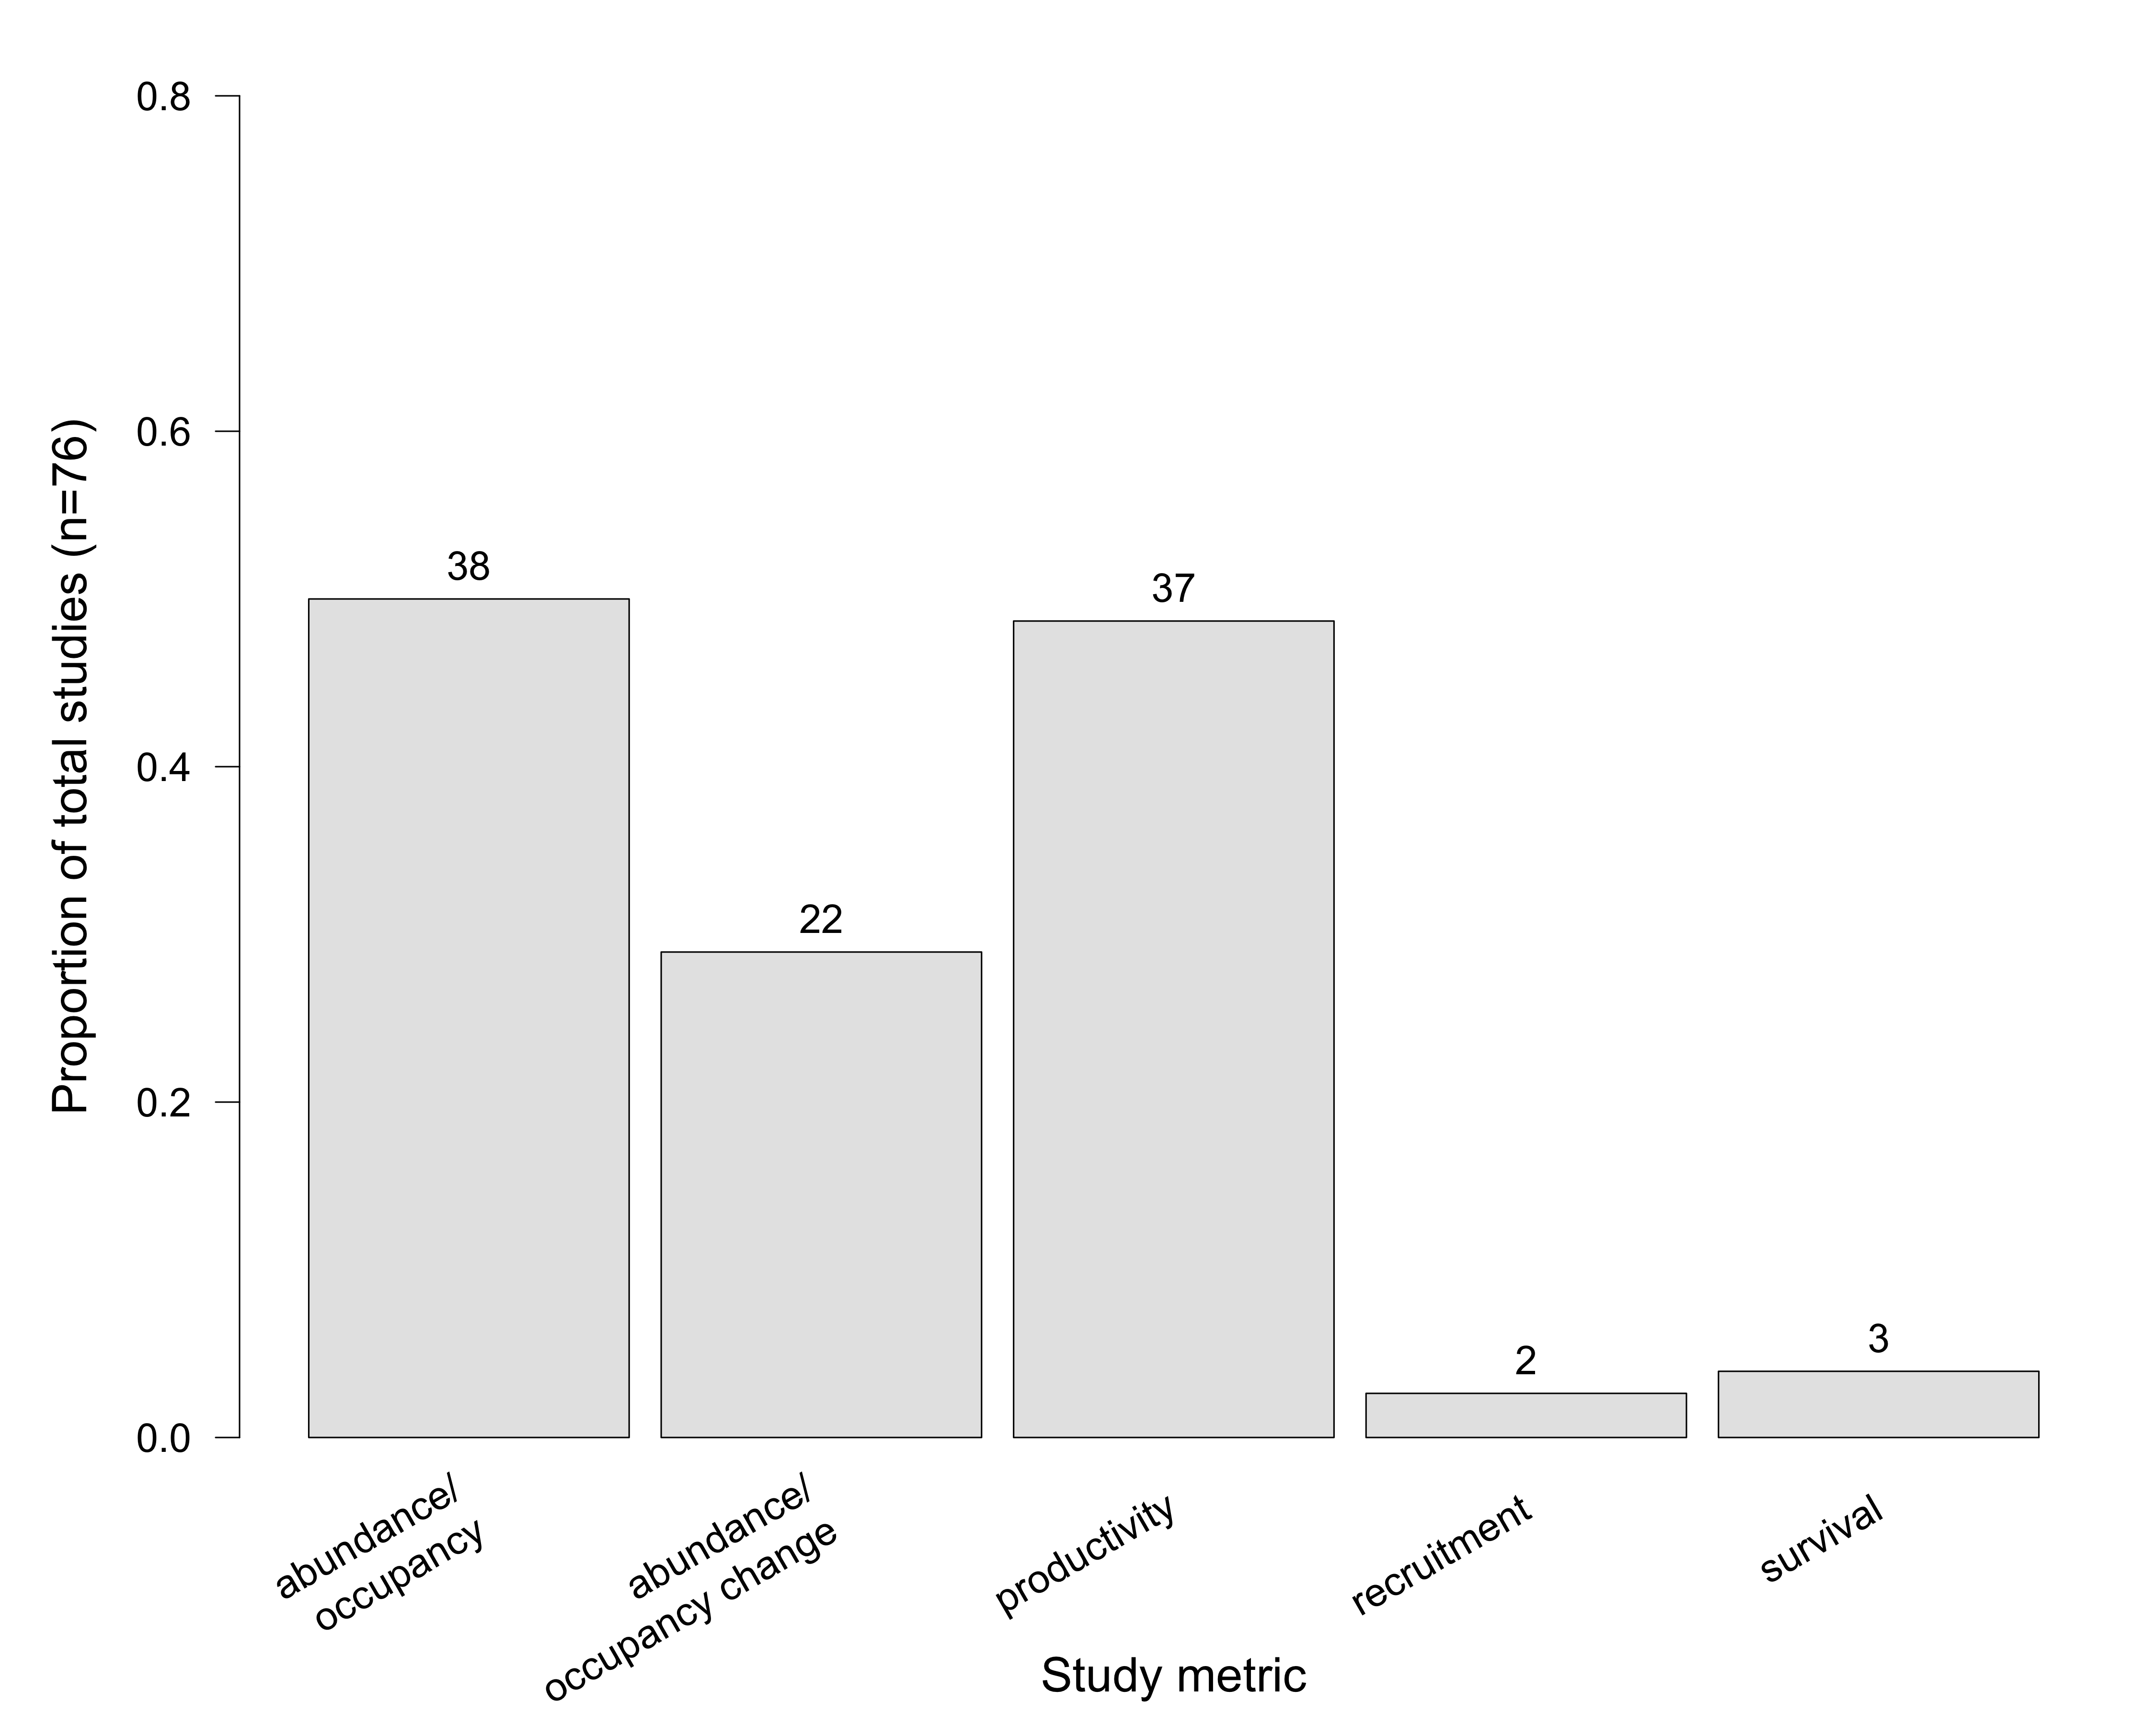 Proportion of total studies (n=76)
0.8
0.6
0.4
0.2
0.0
38
22
37
2
3
abundance/
occupancy
abundance/
occupancy change
productivity
recruitment
survival
Study metric